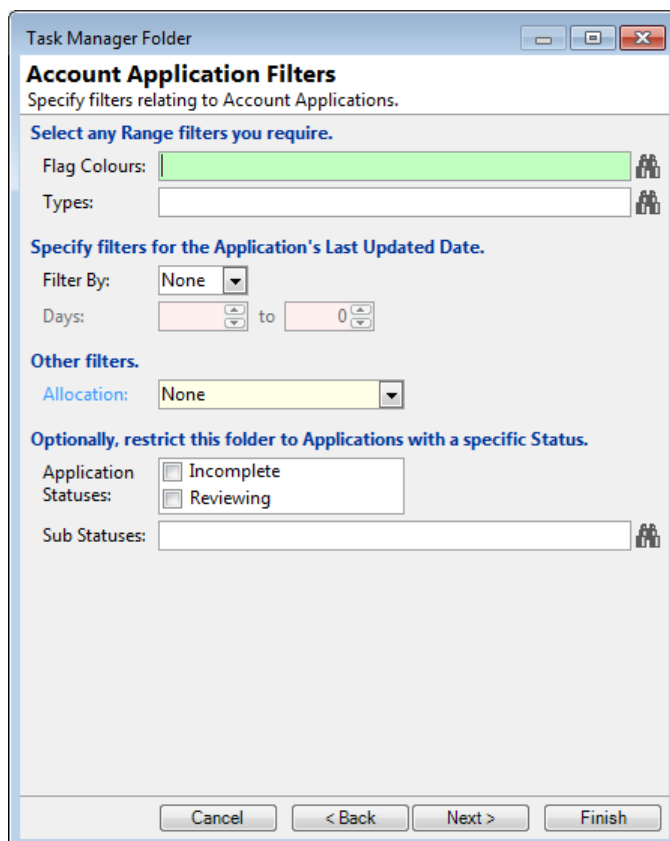 Task Manager Folder
Account Application Filters
Specify filters relating to Account Applications.
Select any Range filters you require.
Flag Colours:
Types:
Specify filters for the Application's Last Updated Date.
Filter By: None
Days: to 0
Other filters.
Allocation: None
Optionally, restrict this folder to Applications with a specific Status.
Application Statuses:
Incomplete
Reviewing
Sub Statuses:
Cancel < Back Next > Finish